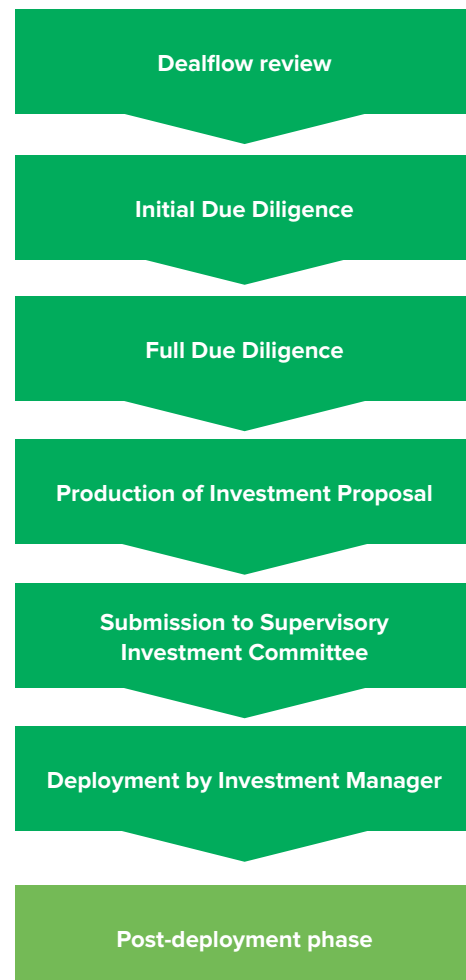 Dealflow review
Initial Due Diligence
Full Due Diligence
Production of Investment Proposal
Submission to Supervisory
Investment Committee
Deployment by Investment Manager
Post-deployment phase